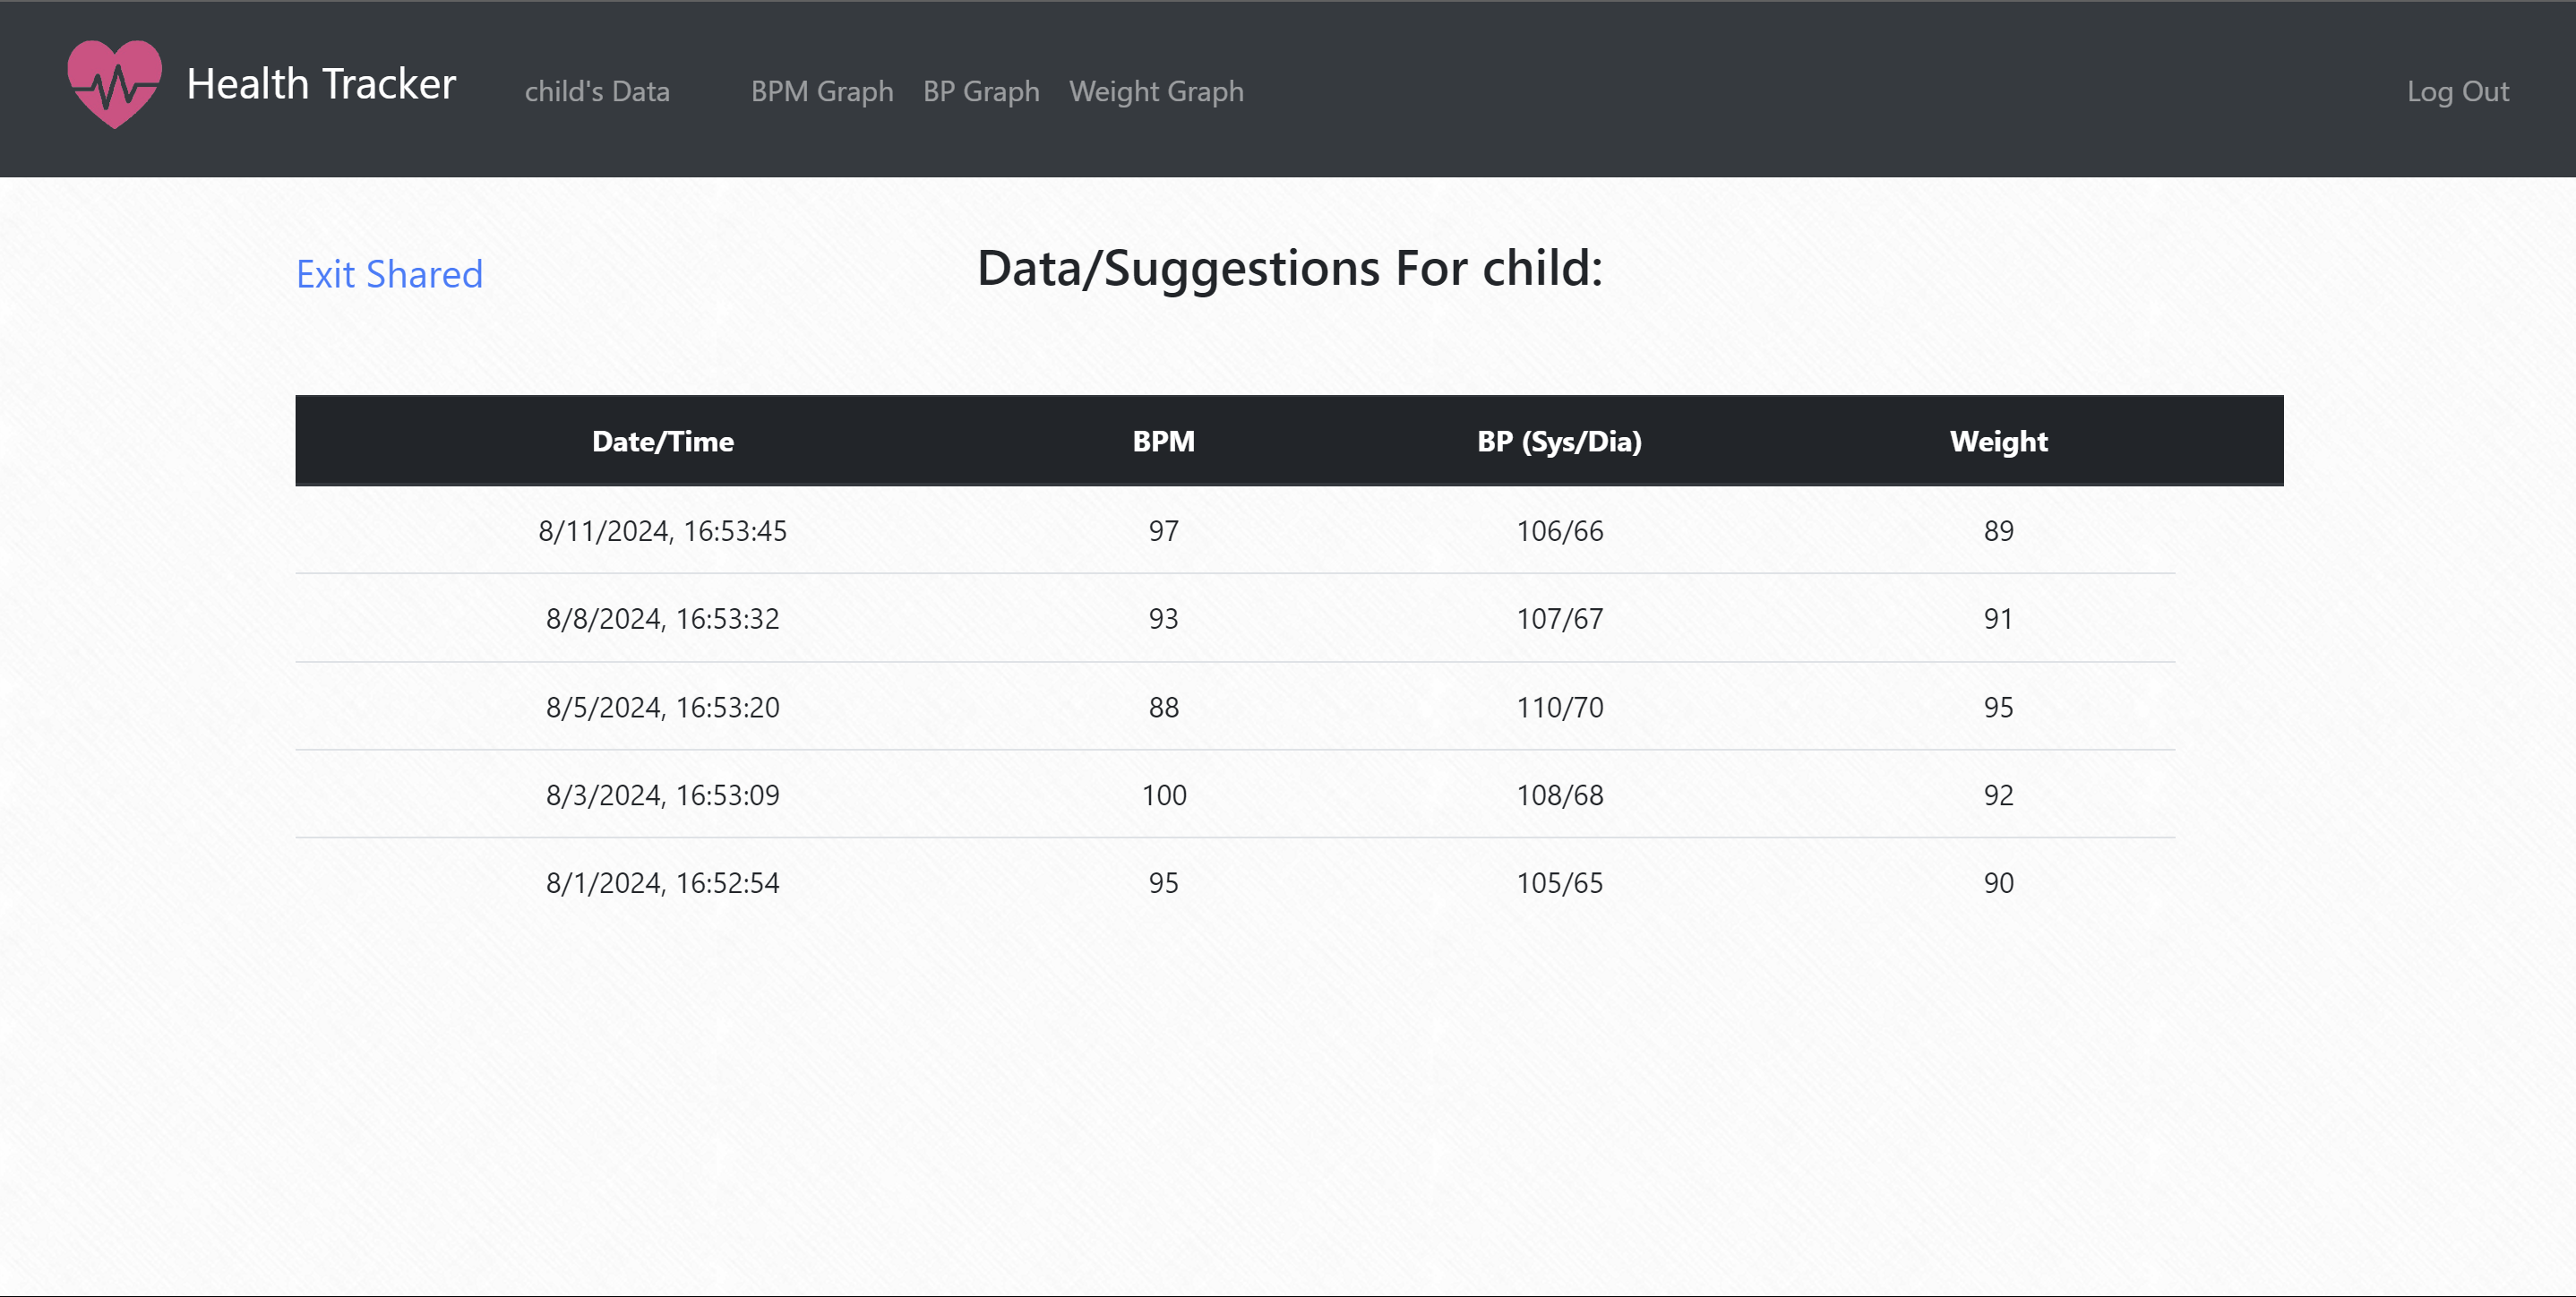 Health Tracker child's Data BPM Graph BP Graph Weight Graph Log Out
Exit Shared Data/Suggestions For child:
Date/Time BPM BP (Sys/Dia) Weight
8/11/2024, 16:53:45 97 106/66 89
8/8/2024, 16:53:32 93 107/67 91
8/5/2024, 16:53:20 88 110/70 95
8/3/2024, 16:53:09 100 108/68 92
8/1/2024, 16:52:54 95 105/65 90